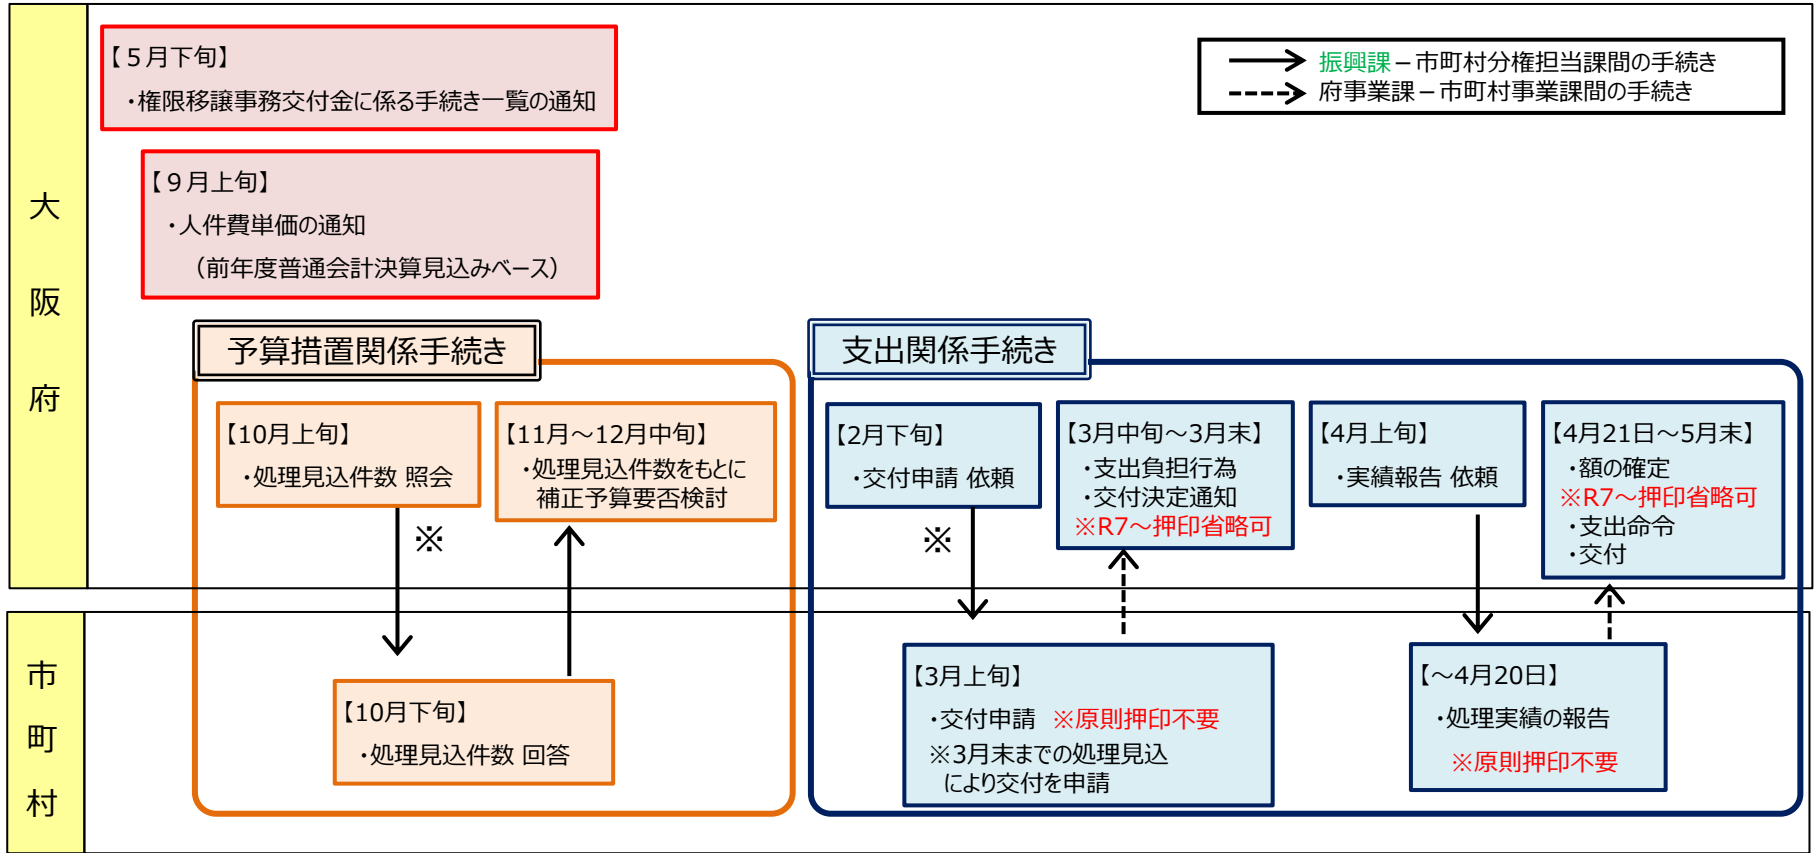 大阪府
【５月下旬】
・権限移譲事務交付金に係る手続き一覧の通知
振興課－市町村分権担当課間の手続き
府事業課－市町村事業課間の手続き
【９月上旬】
・人件費単価の通知
（前年度普通会計決算見込みベース）
予算措置関係手続き
【10月上旬】
・処理見込件数 照会
※
【11月～12月中旬】
・処理見込件数をもとに
補正予算要否検討
支出関係手続き
【2月下旬】
・交付申請 依頼
※
【3月中旬～3月末】
・支出負担行為
・交付決定通知
※R7～押印省略可
【4月上旬】
・実績報告 依頼
【4月21日～5月末】
・額の確定
※R7～押印省略可
・支出命令
・交付
市町村
【10月下旬】
・処理見込件数 回答
【3月上旬】
・交付申請 ※原則押印不要
※3月末までの処理見込
により交付を申請
【～4月20日】
・処理実績の報告
※原則押印不要